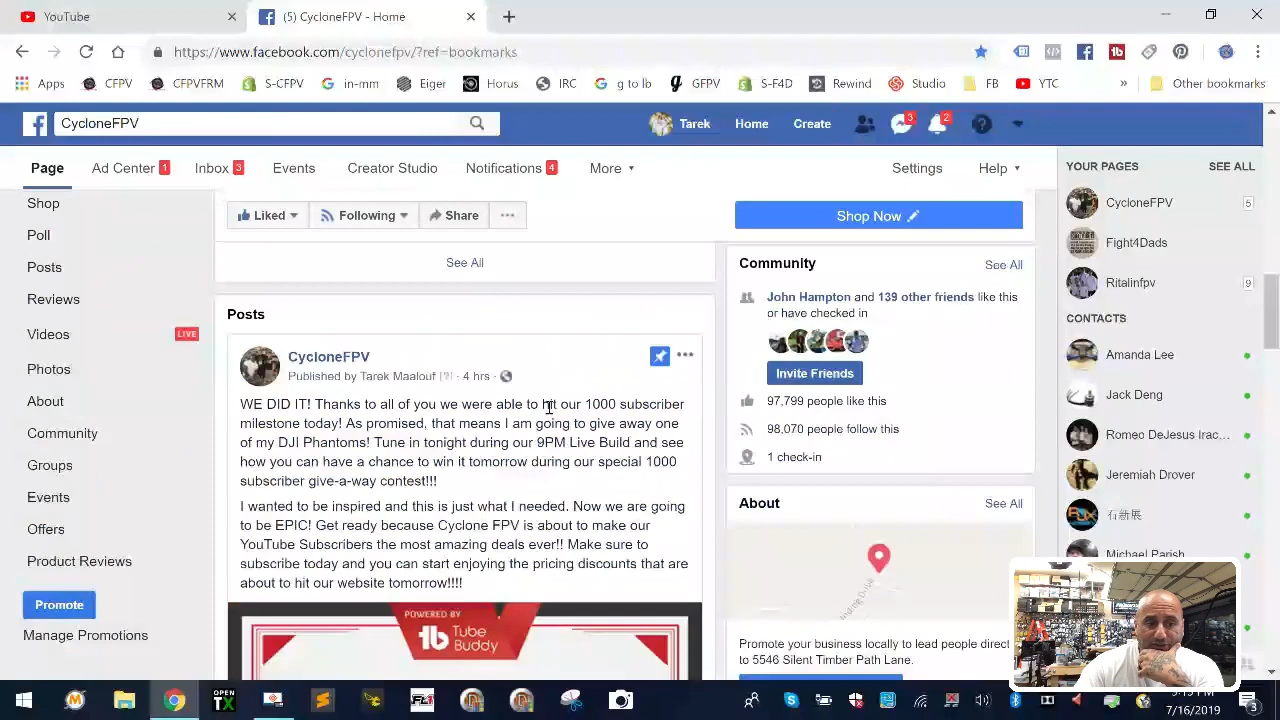 YouTube
(5) CycloneFPV - Home
https://www.facebook.com/cyclonefpv/?ref=bookmarks
Apps CFPV CFPVFRM S-CFPV in-mm Eiger Horus IRC g to lb GFPV S-F4D Rewind Studio FB YTC » Other bookmarks
CycloneFPV
Tarek Home Create 3 2
Page Ad Center 1 Inbox 3 Events Creator Studio Notifications 4 More Settings Help
YOUR PAGES SEE ALL
CycloneFPV 5
Fight4Dads
Ritalinfpv 9
CONTACTS
Amanda Lee
Jack Deng
Romeo DeJesus Irac...
Jeremiah Drover
石新展
Michael Parish
Shop
Poll
Posts
Reviews
Videos LIVE
Photos
About
Community
Groups
Events
Offers
Product Reviews
Promote
Manage Promotions
Liked Following Share ...
Shop Now
See All
Posts
CycloneFPV
Published by Tarek Maalouf [?] · 4 hrs ·
WE DID IT! Thanks to all of you we were able to hit our 1000 subscriber
milestone today! As promised, that means I am going to give away one
of my DJI Phantoms! Tune in tonight during our 9PM Live Build and see
how you can have a chance to win it tomorrow during our special 1000
subscriber give-a-way contest!!!
I wanted to be inspired and this is just what I needed. Now we are going
to be EPIC! Get ready because Cyclone FPV is about to make our
YouTube Subscribers the most amazing deals ever!! Make sure to
subscribe today and you can start enjoying the pricing discounts that are
about to hit our website tomorrow!!!!
POWERED BY
tb Tube
Buddy
Community See All
John Hampton and 139 other friends like this
or have checked in
Invite Friends
97,799 people like this
98,070 people follow this
1 check-in
About See All
Promote your business locally to lead people direct
to 5546 Silent Timber Path Lane.
OPEN
TX
7/16/2019
3